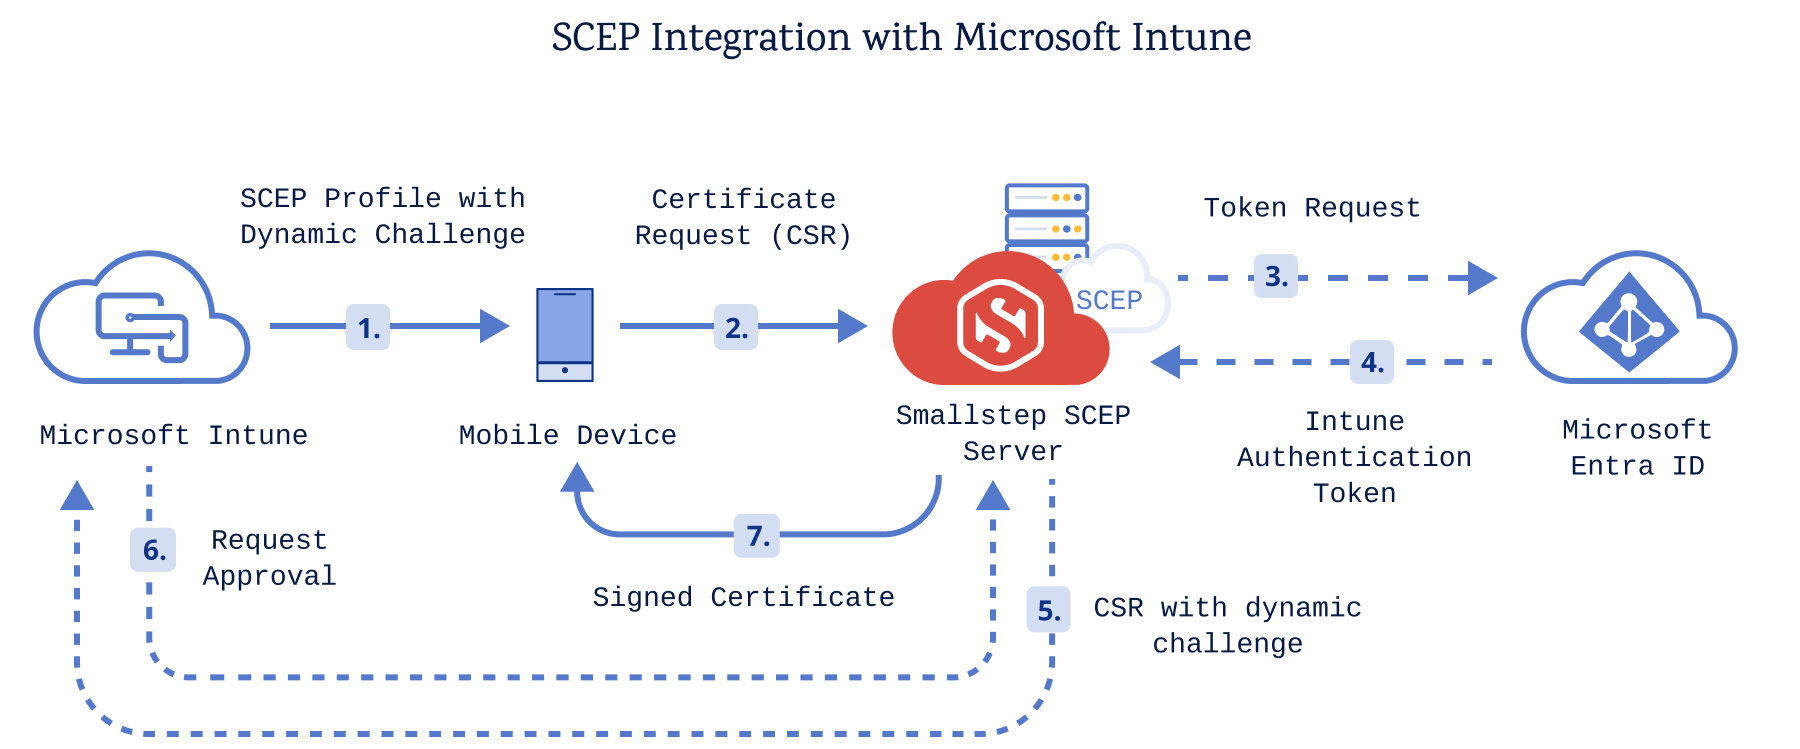 SCEP Integration with Microsoft Intune
SCEP Profile with
Dynamic Challenge
Certificate
Request (CSR)
Token Request
SCEP
1.
2.
3.
4.
Microsoft Intune
Mobile Device
Smallstep SCEP
Server
Intune
Authentication
Token
Microsoft
Entra ID
6.
Request
Approval
7.
Signed Certificate
5.
CSR with dynamic
challenge